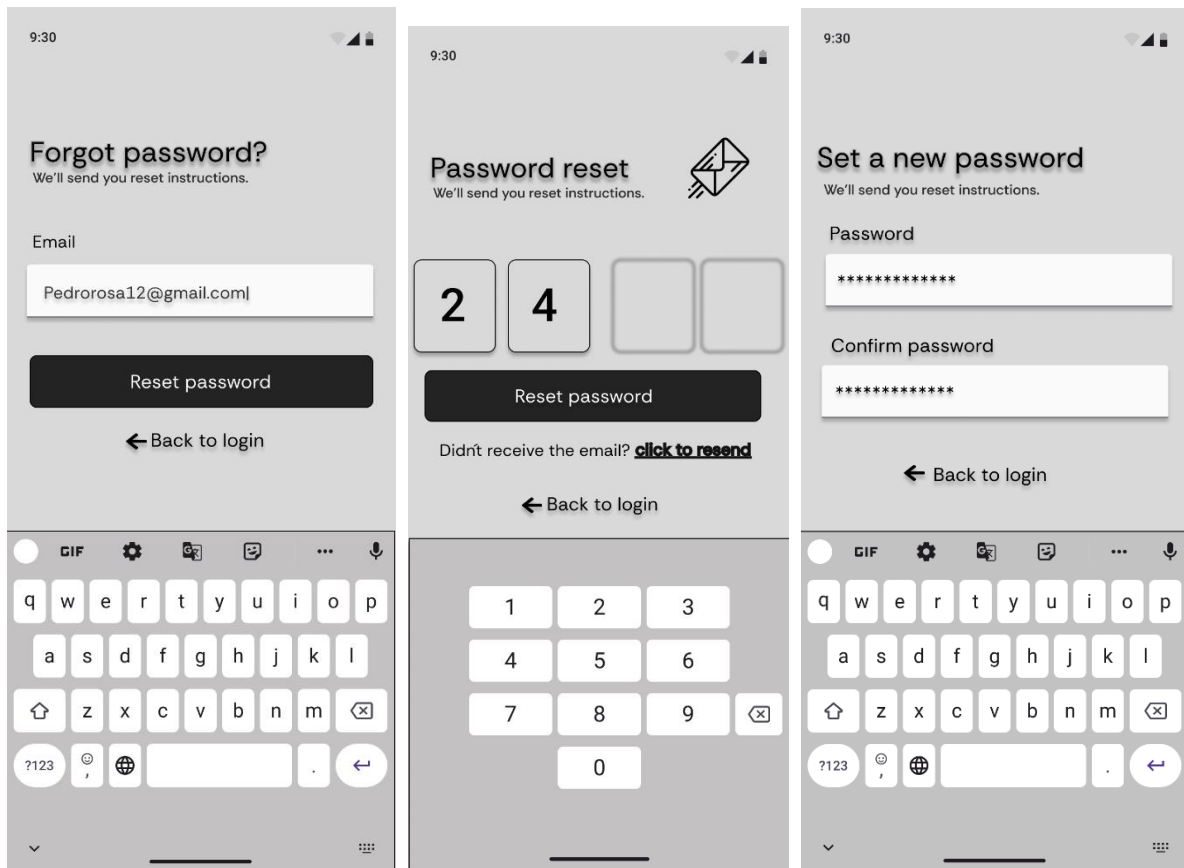 9:30
Forgot password?
We'll send you reset instructions.
Email
Pedrorosa12@gmail.com
Reset password
Back to login
GIF
q w e r t y u i o p
a s d f g h j k l
z x c v b n m
?123 , .
9:30
Password reset
We'll send you reset instructions.
2 4
Reset password
Didn't receive the email? click to resend
Back to login
1 2 3
4 5 6
7 8 9
0
9:30
Set a new password
We'll send you reset instructions.
Password
*************
Confirm password
*************
Back to login
GIF
q w e r t y u i o p
a s d f g h j k l
z x c v b n m
?123 , .